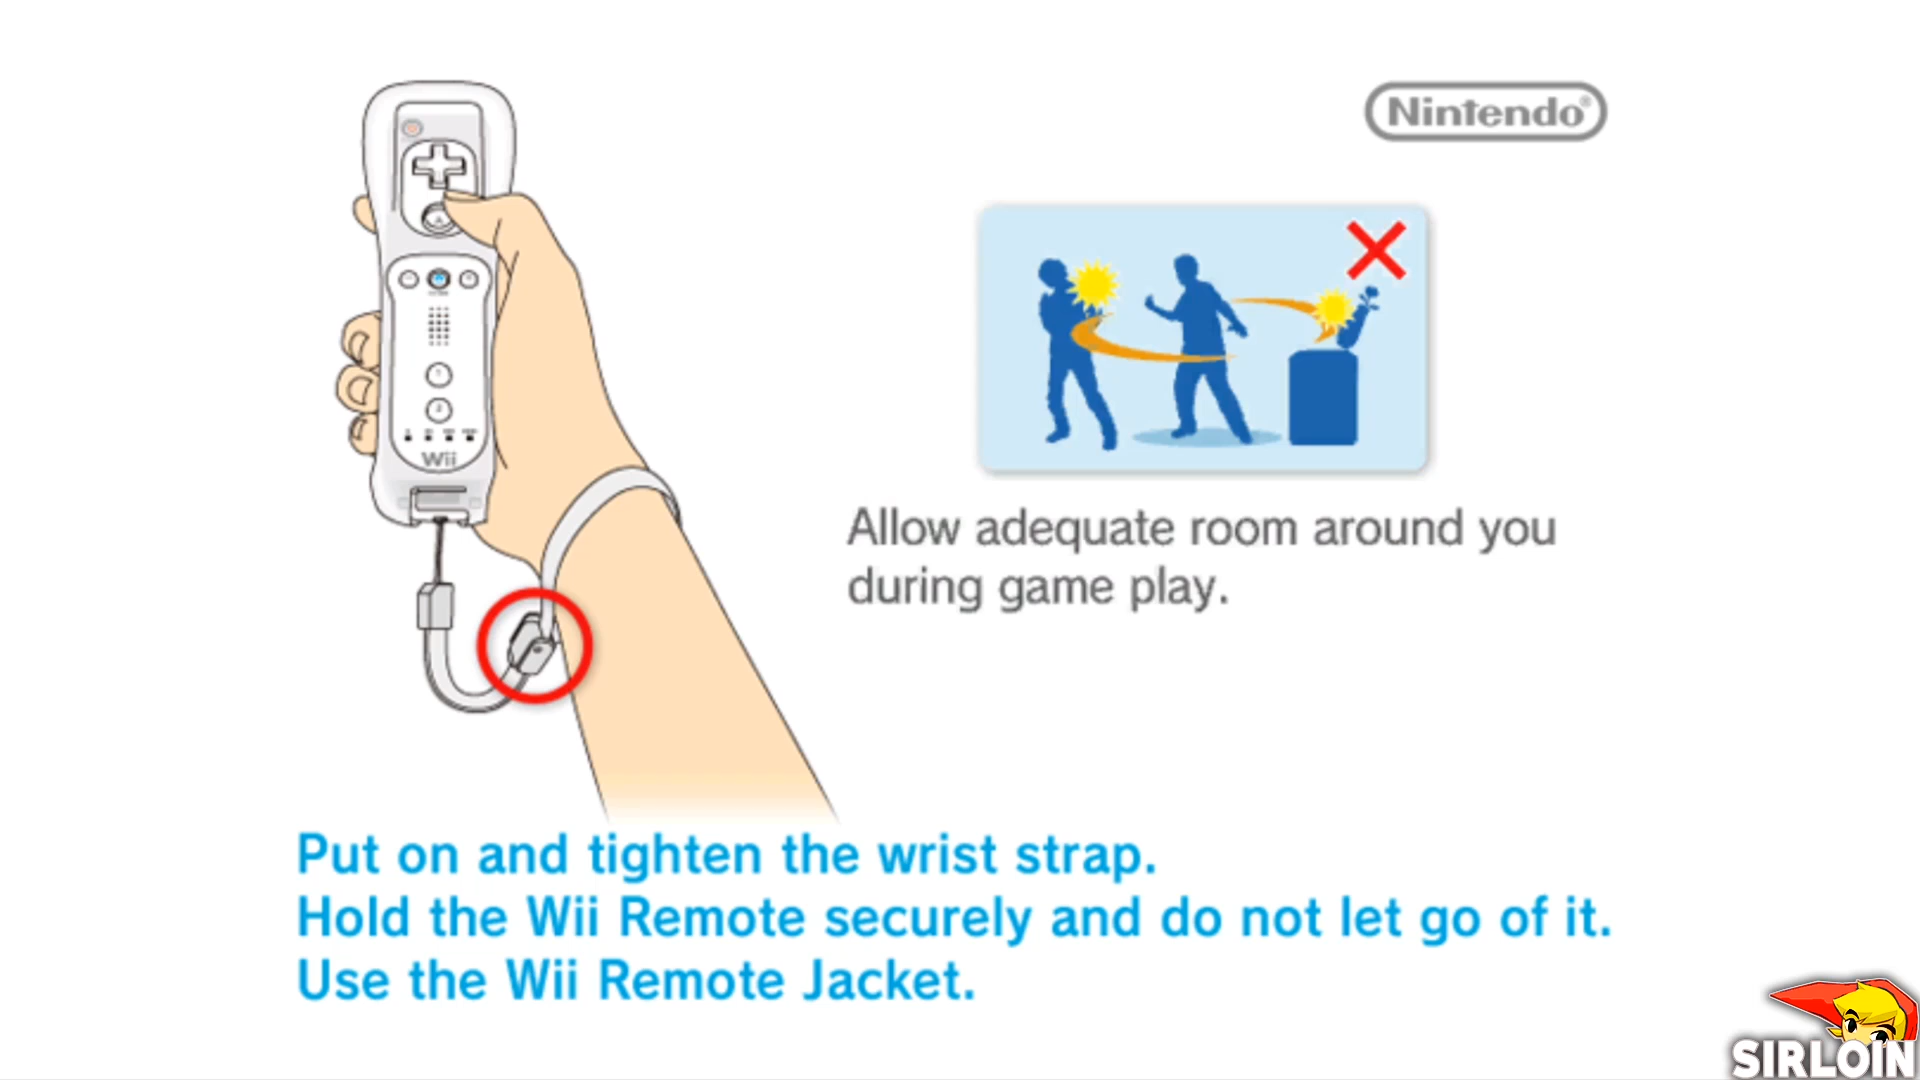 Nintendo®
Allow adequate room around you
during game play.
Wii
Put on and tighten the wrist strap.
Hold the Wii Remote securely and do not let go of it.
Use the Wii Remote Jacket.
SIRLOIN